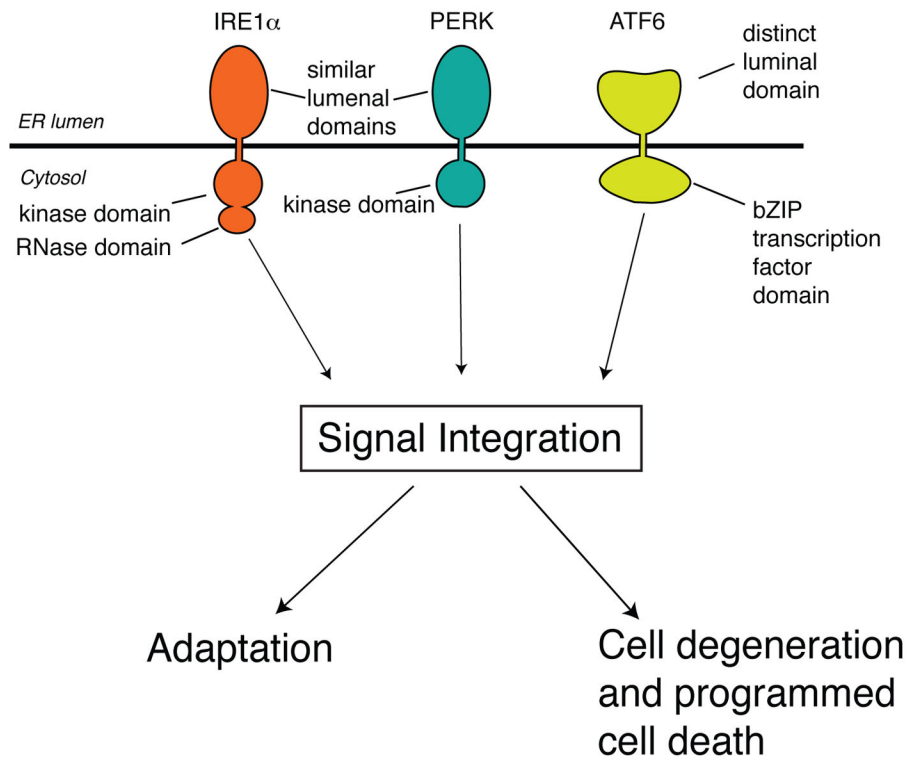 IRE1α
PERK
ATF6
similar
lumenal
domains
distinct
luminal
domain
ER lumen
Cytosol
kinase domain
RNase domain
kinase domain
bZIP
transcription
factor
domain
Signal Integration
Adaptation
Cell degeneration
and programmed
cell death